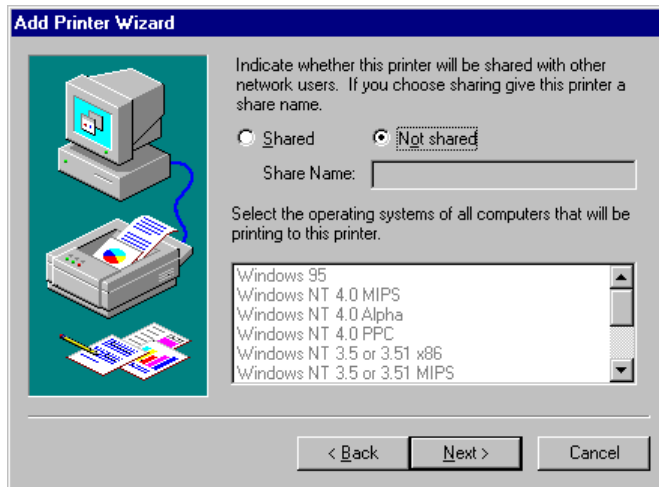 Add Printer Wizard
Indicate whether this printer will be shared with other
network users. If you choose sharing give this printer a
share name.
Shared Not shared
Share Name:
Select the operating systems of all computers that will be
printing to this printer.
Windows 95
Windows NT 4.0 MIPS
Windows NT 4.0 Alpha
Windows NT 4.0 PPC
Windows NT 3.5 or 3.51 x86
Windows NT 3.5 or 3.51 MIPS
< Back Next > Cancel